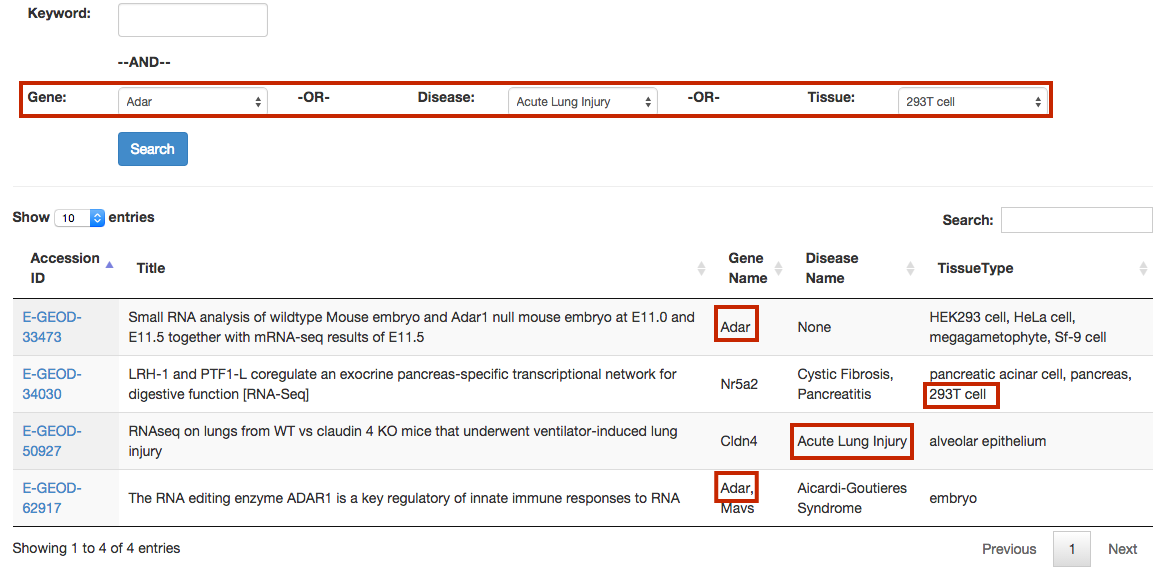 Keyword:
--AND--
Gene: Adar -OR- Disease: Acute Lung Injury -OR- Tissue: 293T cell
Search
Show 10 entries
Search:
Accession ID Title Gene Name Disease Name TissueType
E-GEOD-33473
Small RNA analysis of wildtype Mouse embryo and Adar1 null mouse embryo at E11.0 and
E11.5 together with mRNA-seq results of E11.5
Adar
None
HEK293 cell, HeLa cell,
megagametophyte, Sf-9 cell
E-GEOD-34030
LRH-1 and PTF1-L coregulate an exocrine pancreas-specific transcriptional network for
digestive function [RNA-Seq]
Nr5a2
Cystic Fibrosis,
Pancreatitis
pancreatic acinar cell, pancreas,
293T cell
E-GEOD-50927
RNAseq on lungs from WT vs claudin 4 KO mice that underwent ventilator-induced lung
injury
Cldn4
Acute Lung Injury
alveolar epithelium
E-GEOD-62917
The RNA editing enzyme ADAR1 is a key regulatory of innate immune responses to RNA
Adar,
Mavs
Aicardi-Goutieres
Syndrome
embryo
Showing 1 to 4 of 4 entries
Previous 1 Next